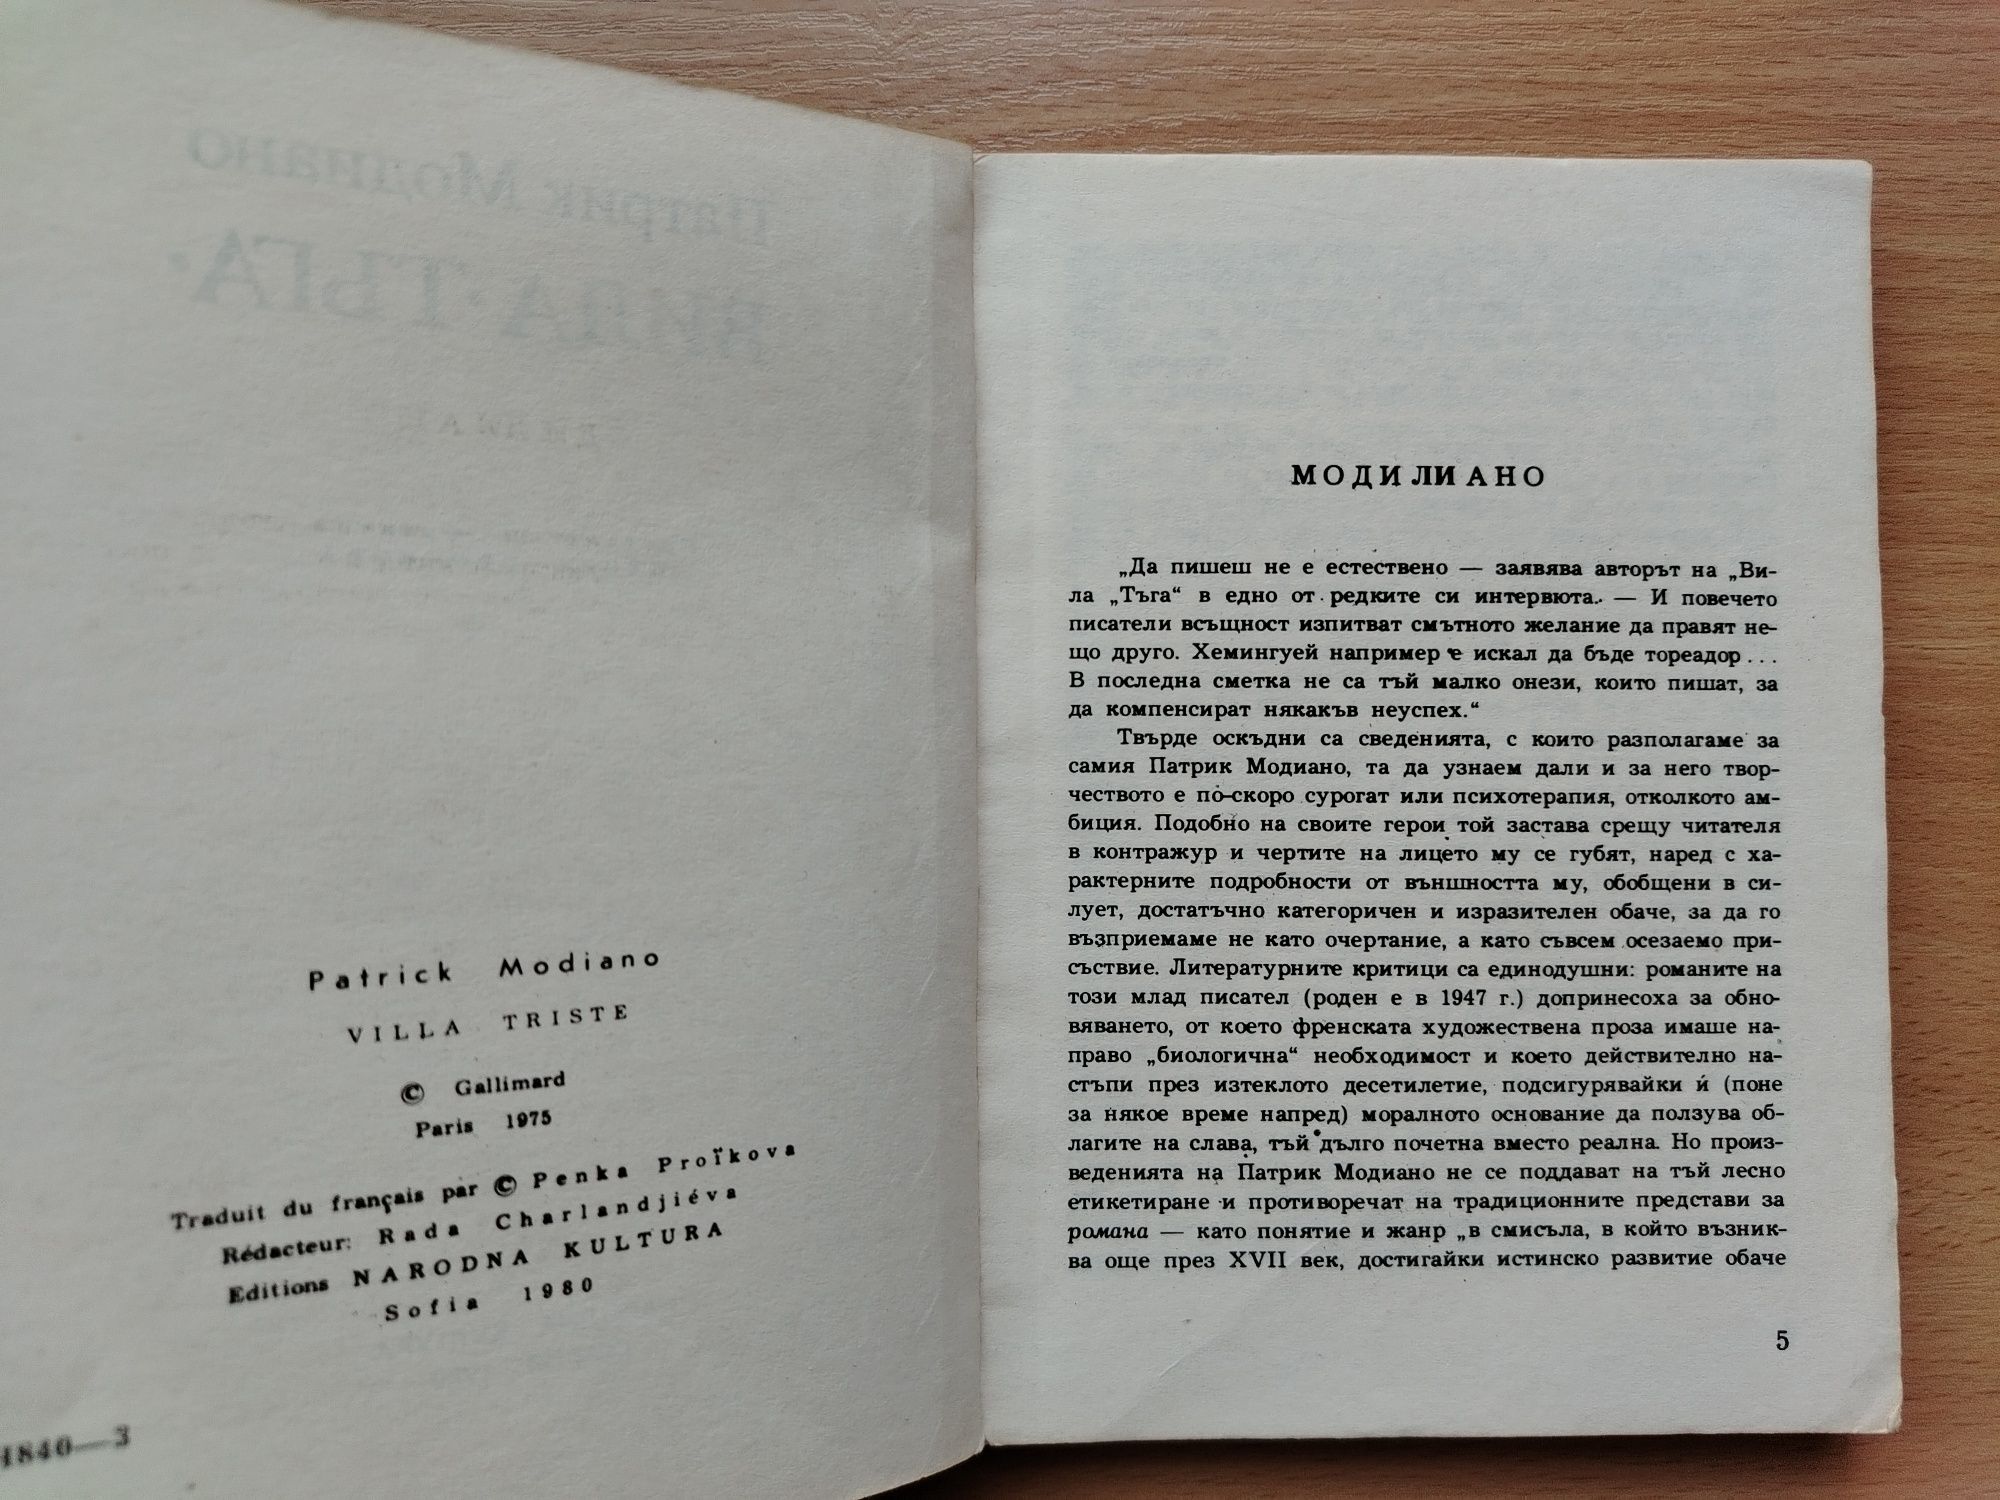 Patrick Modiano
VILLA TRISTE
© Gallimard
Paris 1975
Traduit du français par © Penka Proïkova
Rédacteur: Rada Charlandjiéva
Editions NARODNA KULTURA
Sofia 1980
1840—3
МОДИЛИАНО
„Да пишеш не е естествено — заявява авторът на „Ви-
ла „Тъга“ в едно от редките си интервюта. — И повечето
писатели всъщност изпитват смътното желание да правят не-
що друго. Хемингуей например е искал да бъде тореадор...
В последна сметка не са тъй малко онези, които пишат, за
да компенсират някакъв неуспех.“
Твърде оскъдни са сведенията, с които разполагаме за
самия Патрик Модиано, та да узнаем дали и за него твор-
чеството е по-скоро сурогат или психотерапия, отколкото ам-
биция. Подобно на своите герои той застава срещу читателя
в контражур и чертите на лицето му се губят, наред с ха-
рактерните подробности от външността му, обобщени в си-
лует, достатъчно категоричен и изразителен обаче, за да го
възприемаме не като очертание, а като съвсем осезаемо при-
съствие. Литературните критици са единодушни: романите на
този млад писател (роден е в 1947 г.) допринесоха за обно-
вяването, от което френската художествена проза имаше на-
право „биологична“ необходимост и което действително на-
стъпи през изтеклото десетилетие, подсигурявайки ѝ (поне
за някое време напред) моралното основание да ползува об-
лагите на слава, тъй дълго почетна вместо реална. Но произ-
веденията на Патрик Модиано не се поддават на тъй лесно
етикетиране и противоречат на традиционните представи за
романа — като понятие и жанр „в смисъла, в който възник-
ва още през XVII век, достигайки истинско развитие обаче
5